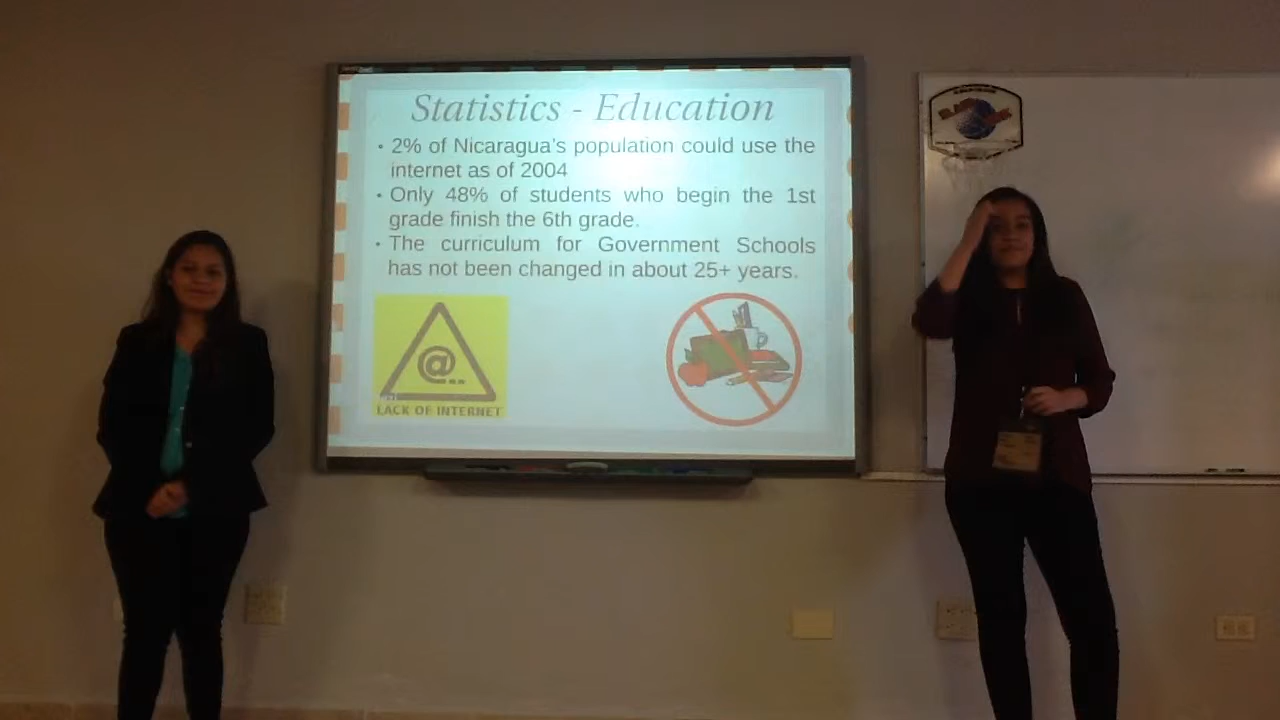 Statistics - Education
• 2% of Nicaragua's population could use the
internet as of 2004
• Only 48% of students who begin the 1st
grade finish the 6th grade.
• The curriculum for Government Schools
has not been changed in about 25+ years.
@..
LACK OF INTERNET